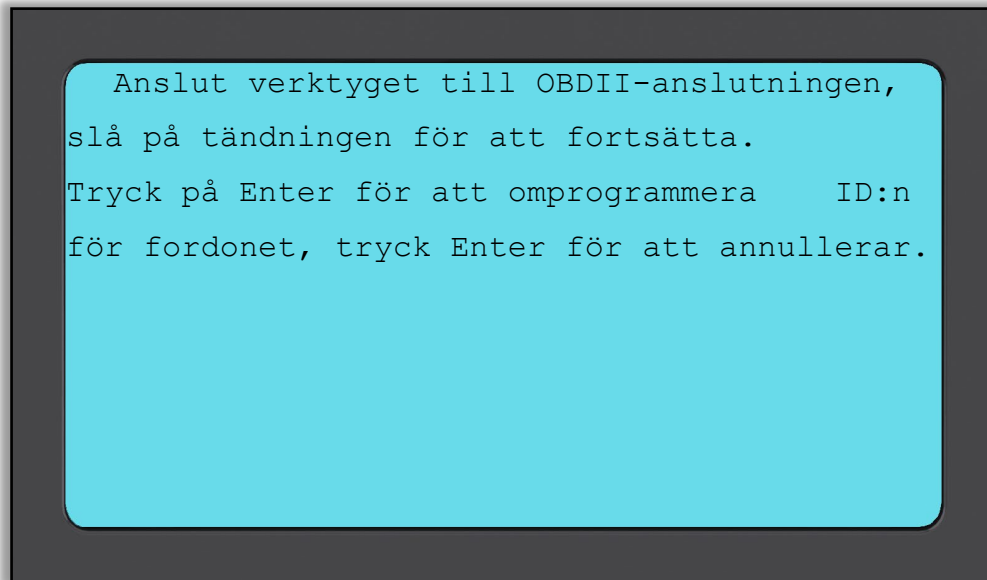 Anslut verktyget till OBDII-anslutningen,
slå på tändningen för att fortsätta.
Tryck på Enter för att omprogrammera ID:n
för fordonet, tryck Enter för att annullerar.